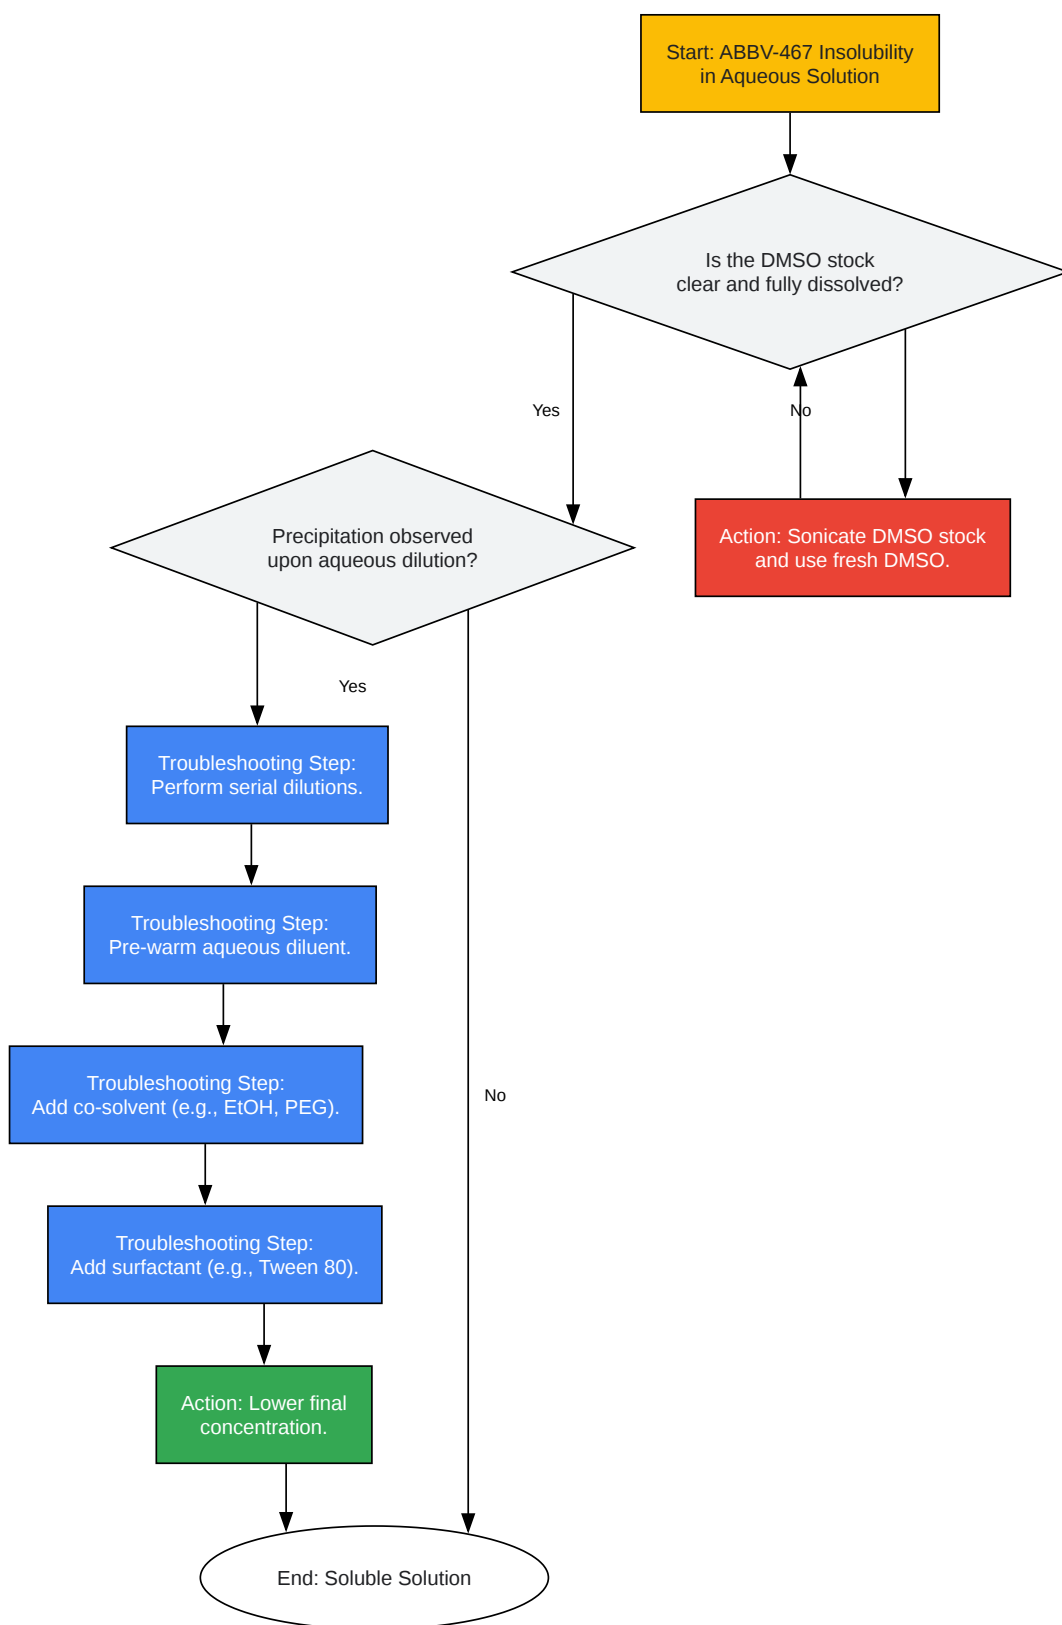 Start: ABBV-467 Insolubility
in Aqueous Solution
Is the DMSO stock
clear and fully dissolved?
Yes
No
Precipitation observed
upon aqueous dilution?
Action: Sonicate DMSO stock
and use fresh DMSO.
Yes
Troubleshooting Step:
Perform serial dilutions.
Troubleshooting Step:
Pre-warm aqueous diluent.
Troubleshooting Step:
Add co-solvent (e.g., EtOH, PEG).
No
Troubleshooting Step:
Add surfactant (e.g., Tween 80).
Action: Lower final
concentration.
End: Soluble Solution